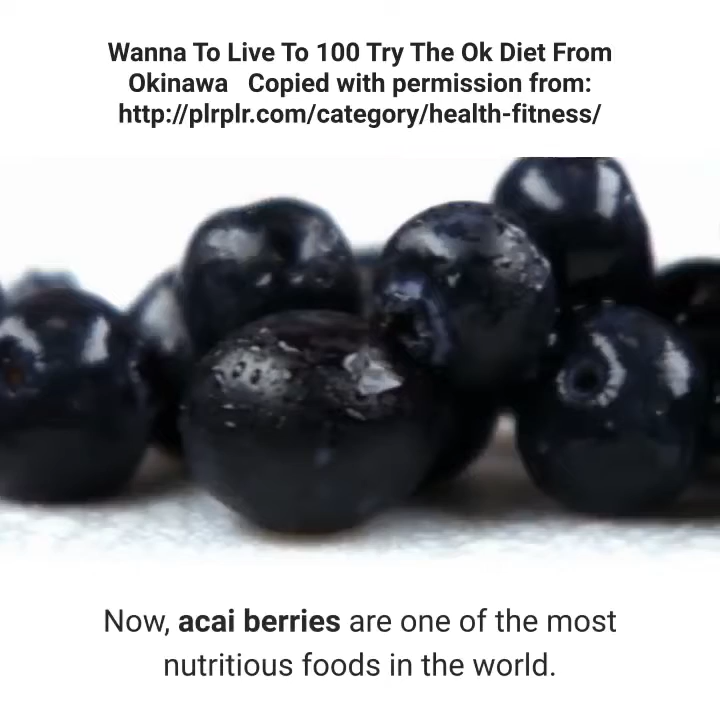 Wanna To Live To 100 Try The Ok Diet From
Okinawa   Copied with permission from:
http://plrplr.com/category/health-fitness/
Now, acai berries are one of the most
nutritious foods in the world.